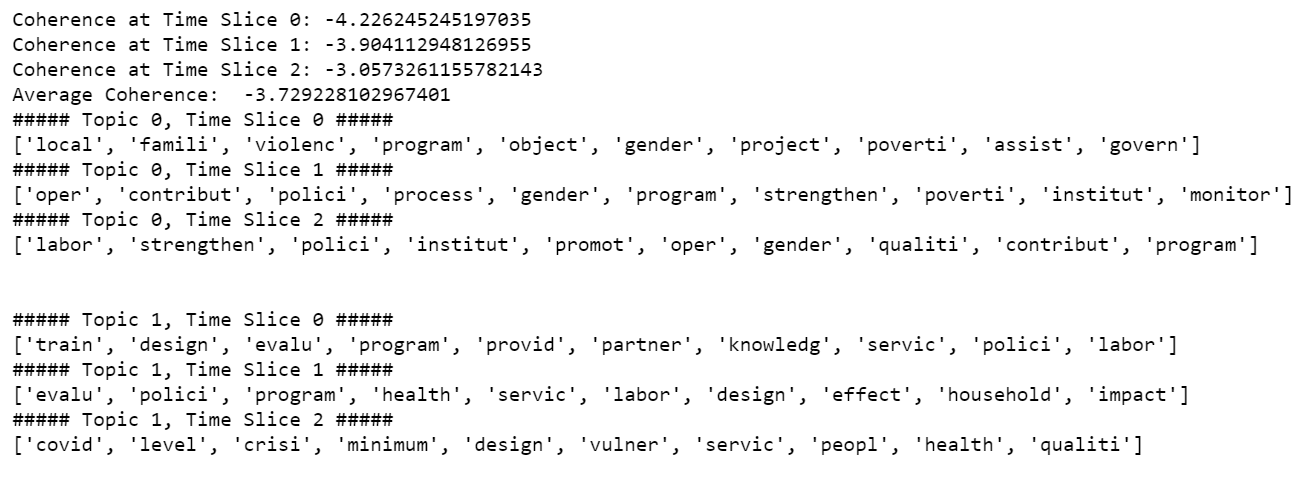 Coherence at Time Slice 0: -4.226245245197035
Coherence at Time Slice 1: -3.904112948126955
Coherence at Time Slice 2: -3.0573261155782143
Average Coherence:  -3.729228102967401
##### Topic 0, Time Slice 0 #####
['local', 'famili', 'violenc', 'program', 'object', 'gender', 'project', 'poverti', 'assist', 'govern']
##### Topic 0, Time Slice 1 #####
['oper', 'contribut', 'polici', 'process', 'gender', 'program', 'strengthen', 'poverti', 'institut', 'monitor']
##### Topic 0, Time Slice 2 #####
['labor', 'strengthen', 'polici', 'institut', 'promot', 'oper', 'gender', 'qualiti', 'contribut', 'program']
##### Topic 1, Time Slice 0 #####
['train', 'design', 'evalu', 'program', 'provid', 'partner', 'knowledg', 'servic', 'polici', 'labor']
##### Topic 1, Time Slice 1 #####
['evalu', 'polici', 'program', 'health', 'servic', 'labor', 'design', 'effect', 'household', 'impact']
##### Topic 1, Time Slice 2 #####
['covid', 'level', 'crisi', 'minimum', 'design', 'vulner', 'servic', 'peopl', 'health', 'qualiti']